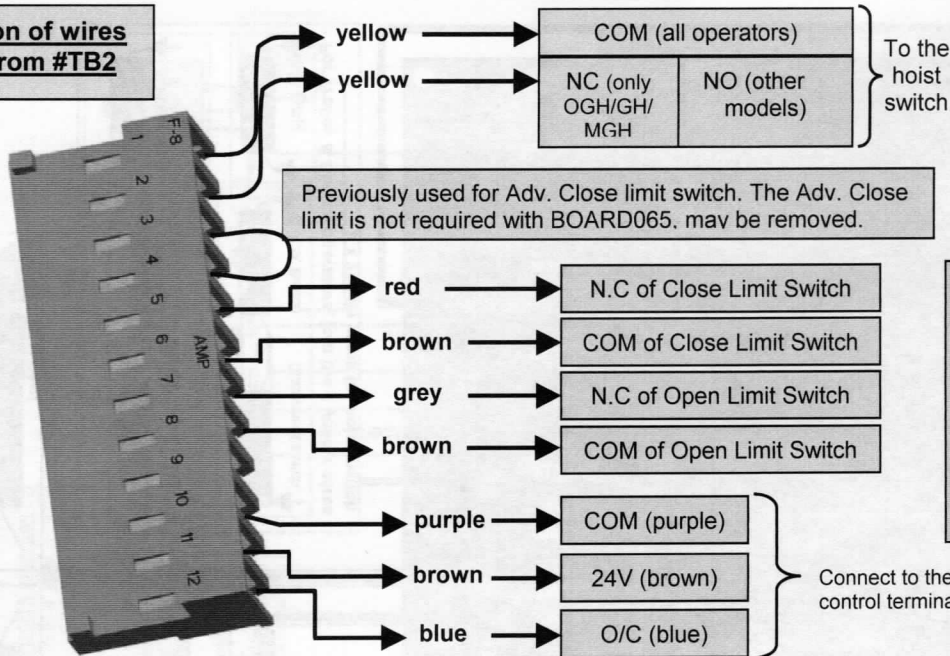 on of wires
from #TB2
yellow
COM (all operators)
yellow
NC (only
OGH/GH/
MGH
NO (other
models)
To the
hoist
switch
F-8
1
2
3
4
5
6
AMP
7
8
9
10
11
12
Previously used for Adv. Close limit switch. The Adv. Close
limit is not required with BOARD065, may be removed.
red
N.C of Close Limit Switch
brown
COM of Close Limit Switch
grey
N.C of Open Limit Switch
brown
COM of Open Limit Switch
purple
COM (purple)
brown
24V (brown)
blue
O/C (blue)
Connect to the
control termina